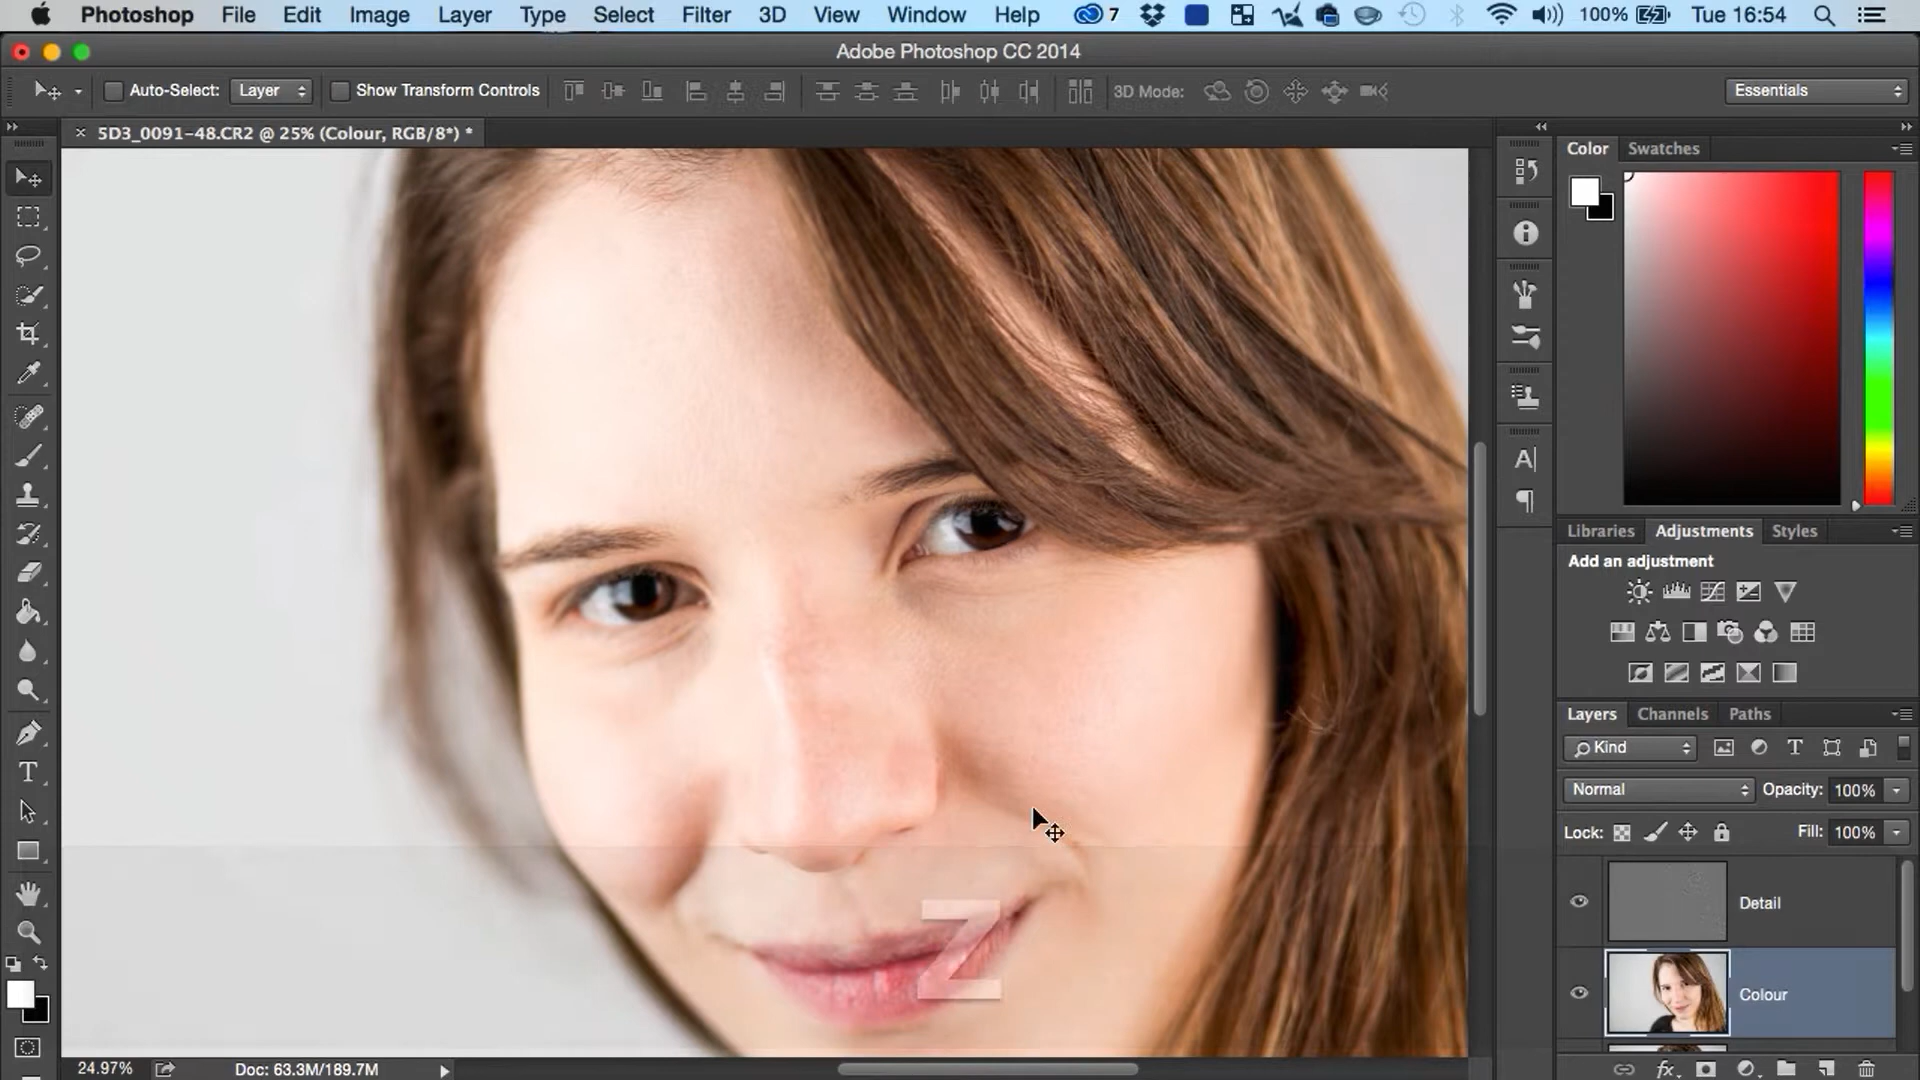 Photoshop File Edit Image Layer Type Select Filter 3D View Window Help 7 100% Tue 16:54
Adobe Photoshop CC 2014
Auto-Select: Layer Show Transform Controls 3D Mode: Essentials
5D3_0091-48.CR2 @ 25% (Colour, RGB/8*) *
Color Swatches
Libraries Adjustments Styles
Add an adjustment
Layers Channels Paths
Kind
Normal Opacity: 100%
Lock: Fill: 100%
Detail
Colour
Z
24.97% Doc: 63.3M/189.7M